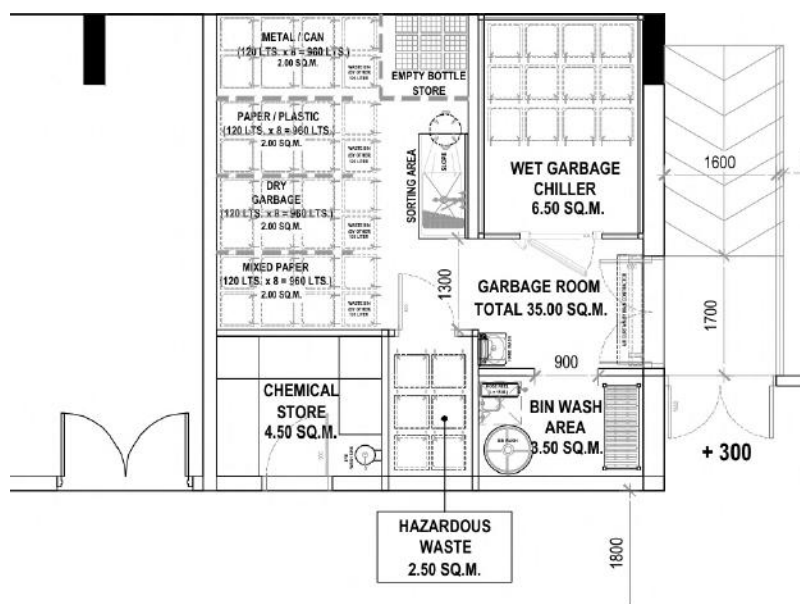 METAL / CAN
(120 LTS. x 8 = 960 LTS.)
2.00 SQ.M.
EMPTY BOTTLE
STORE
PAPER / PLASTIC
(120 LTS. x 8 = 960 LTS.)
2.00 SQ.M.
DRY
GARBAGE
(120 LTS. x 8 = 960 LTS.)
2.00 SQ.M.
MIXED PAPER
(120 LTS. x 8 = 960 LTS.)
2.00 SQ.M.
SORTING AREA
SLOPE
WET GARBAGE
CHILLER
6.50 SQ.M.
1600
GARBAGE ROOM
TOTAL 35.00 SQ.M.
1300
1700
900
CHEMICAL
STORE
4.50 SQ.M.
BIN WASH
AREA
3.50 SQ.M.
+ 300
HAZARDOUS
WASTE
2.50 SQ.M.
1800